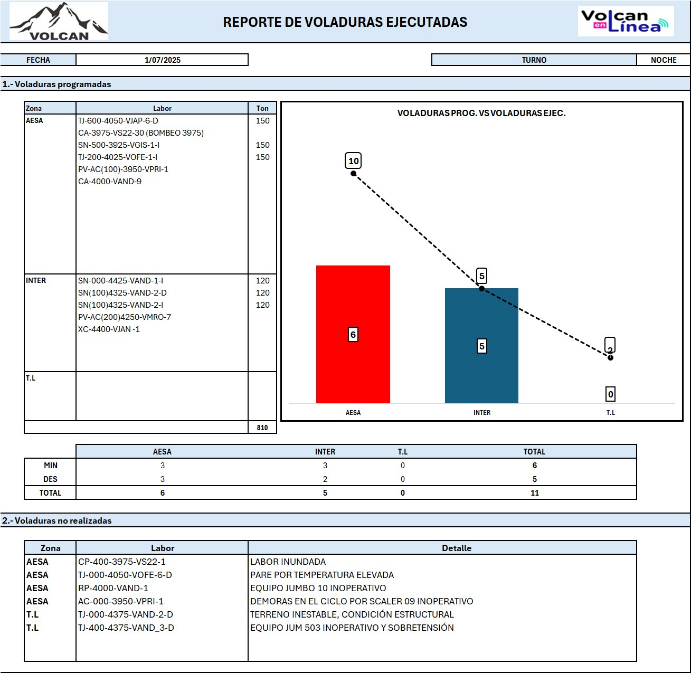 VOLCAN
REPORTE DE VOLADURAS EJECUTADAS
Volcan
en Línea
FECHA 1/07/2025 TURNO NOCHE
1.- Voladuras programadas
Zona Labor Ton
AESA TJ-600-4050-VJAP-6-D 150
CA-3975-VS22-30 (BOMBEO 3975)
SN-500-3925-VGIS-1-I 150
TJ-200-4025-VOFE-1-I 150
PV-AC(100)-3950-VPRI-1
CA-4000-VAND-9
INTER SN-000-4425-VAND-1-I 120
SN(100)4325-VAND-2-D 120
SN(100)4325-VAND-2-I 120
PV-AC(200)4250-VMRO-7
XC-4400-VJAN -1
T.L
810
VOLADURAS PROG. VS VOLADURAS EJEC.
10
5
2
6
5
0
AESA INTER T.L
AESA INTER T.L TOTAL
MIN 3 3 0 6
DES 3 2 0 5
TOTAL 6 5 0 11
2.- Voladuras no realizadas
Zona Labor Detalle
AESA CP-400-3975-VS22-1 LABOR INUNDADA
AESA TJ-000-4050-VOFE-6-D PARE POR TEMPERATURA ELEVADA
AESA RP-4000-VAND-1 EQUIPO JUMBO 10 INOPERATIVO
AESA AC-000-3950-VPRI-1 DEMORAS EN EL CICLO POR SCALER 09 INOPERATIVO
T.L TJ-000-4375-VAND-2-D TERRENO INESTABLE, CONDICIÓN ESTRUCTURAL
T.L TJ-400-4375-VAND_3-D EQUIPO JUM 503 INOPERATIVO Y SOBRETENSIÓN